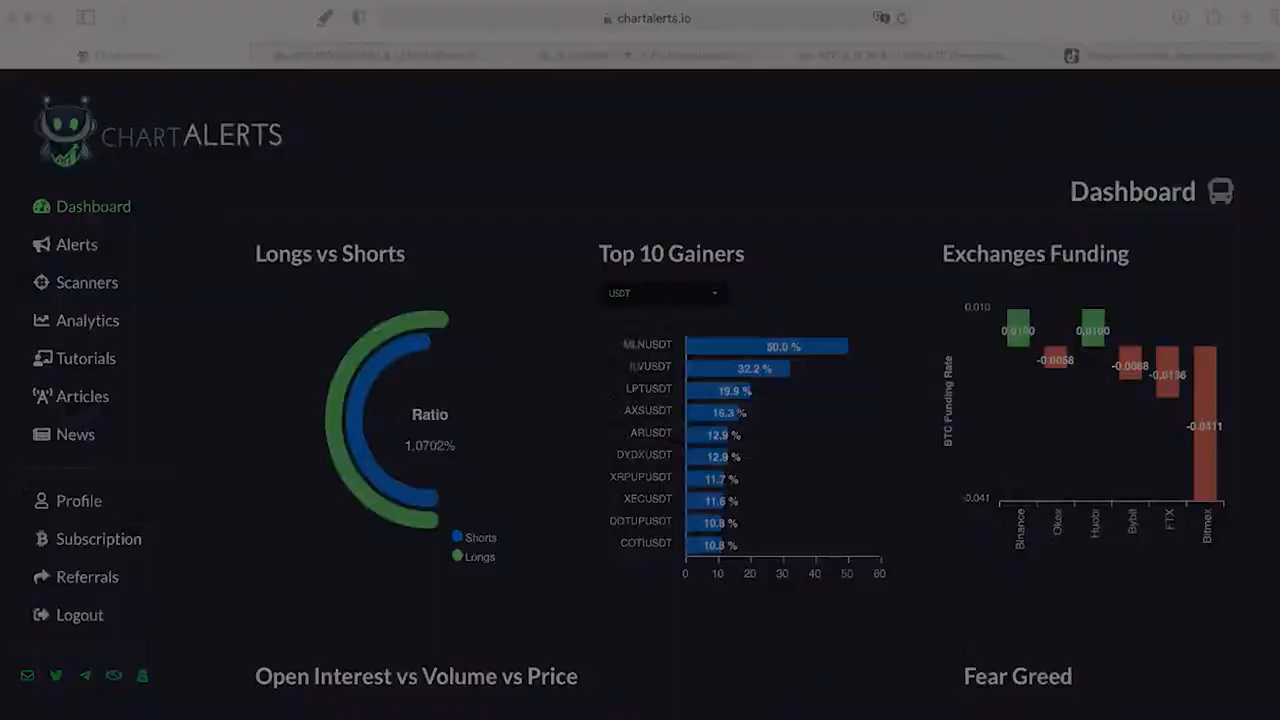 chartalerts.io
CHARTALERTS
Dashboard
Dashboard
Alerts
Scanners
Analytics
Tutorials
Articles
News
Profile
Subscription
Referrals
Logout
Longs vs Shorts
Ratio
1.0702%
Shorts
Longs
Top 10 Gainers
USDT
MLNUSDT 50.0 %
ILVUSDT 32.2 %
LPTUSDT 19.9 %
AXSUSDT 16.3 %
ARUSDT 12.9 %
DYDXUSDT 12.9 %
XRPUPUSDT 11.7 %
XECUSDT 11.6 %
DOTUPUSDT 10.8 %
COTIUSDT 10.8 %
0 10 20 30 40 50 60
Exchanges Funding
0.010
BTC Funding Rate
-0.041
0.0100 -0.0058 0.0100 -0.0088 -0.0136 -0.0411
Binance Okex Huobi Bybit FTX Bitmex
Open Interest vs Volume vs Price
Fear Greed